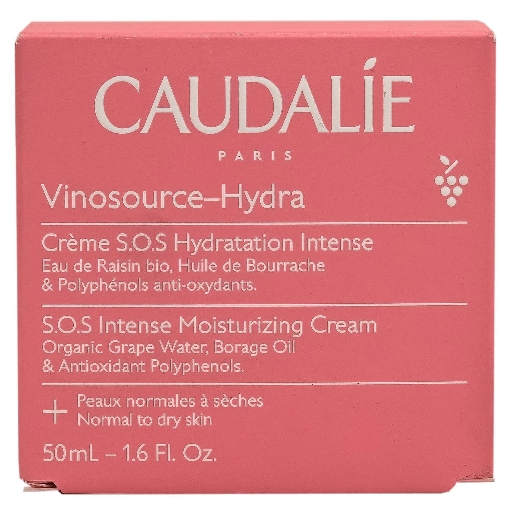 CAUDALÍE
PARIS
Vinosource–Hydra
Crème S.O.S Hydratation Intense
Eau de Raisin bio, Huile de Bourrache
& Polyphénols anti-oxydants.
S.O.S Intense Moisturizing Cream
Organic Grape Water, Borage Oil
& Antioxidant Polyphenols.
+ Peaux normales à sèches
Normal to dry skin
50mL – 1.6 Fl. Oz.